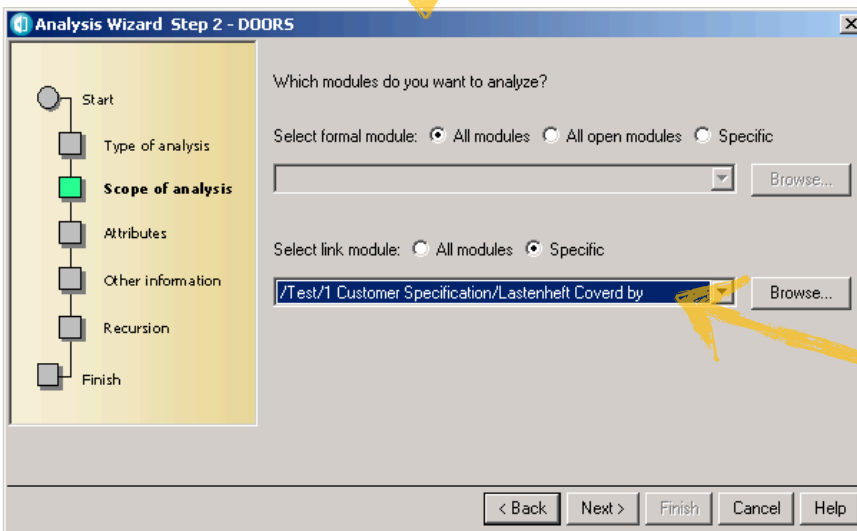 Analysis Wizard Step 2 - DOORS
Start
Type of analysis
Scope of analysis
Attributes
Other information
Recursion
Finish
Which modules do you want to analyze?
Select formal module: All modules All open modules Specific
Browse...
Select link module: All modules Specific
/Test/1 Customer Specification/Lastenheft Coverd by Browse...
< Back Next > Finish Cancel Help